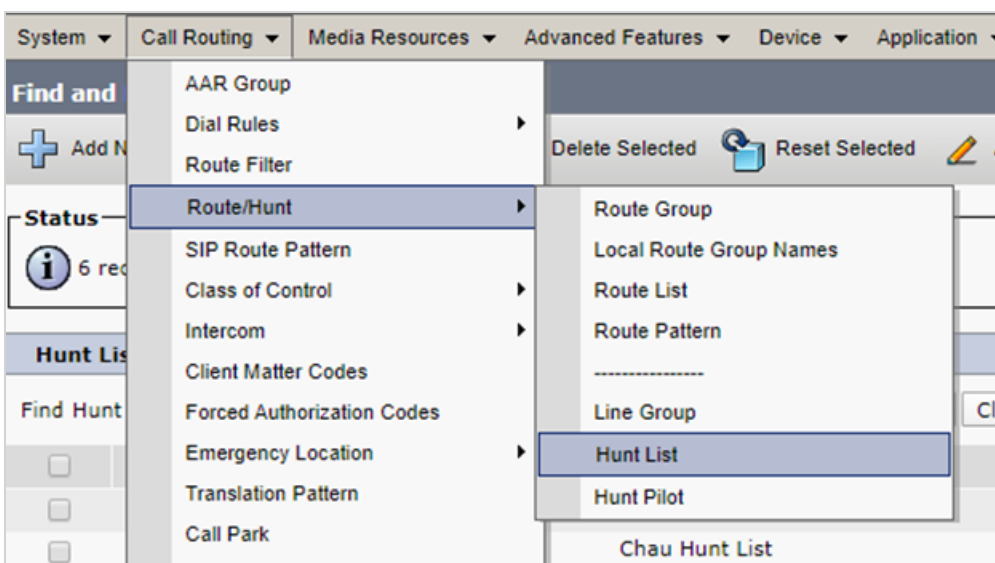 System Call Routing Media Resources Advanced Features Device Application
Find and
AAR Group
Dial Rules
Route Filter
Route/Hunt
SIP Route Pattern
Class of Control
Intercom
Client Matter Codes
Forced Authorization Codes
Emergency Location
Translation Pattern
Call Park
Add N
Delete Selected Reset Selected
Status
6 rec
Hunt Lis
Find Hunt
Route Group
Local Route Group Names
Route List
Route Pattern
----------------
Line Group
Hunt List
Hunt Pilot
Cl
Chau Hunt List